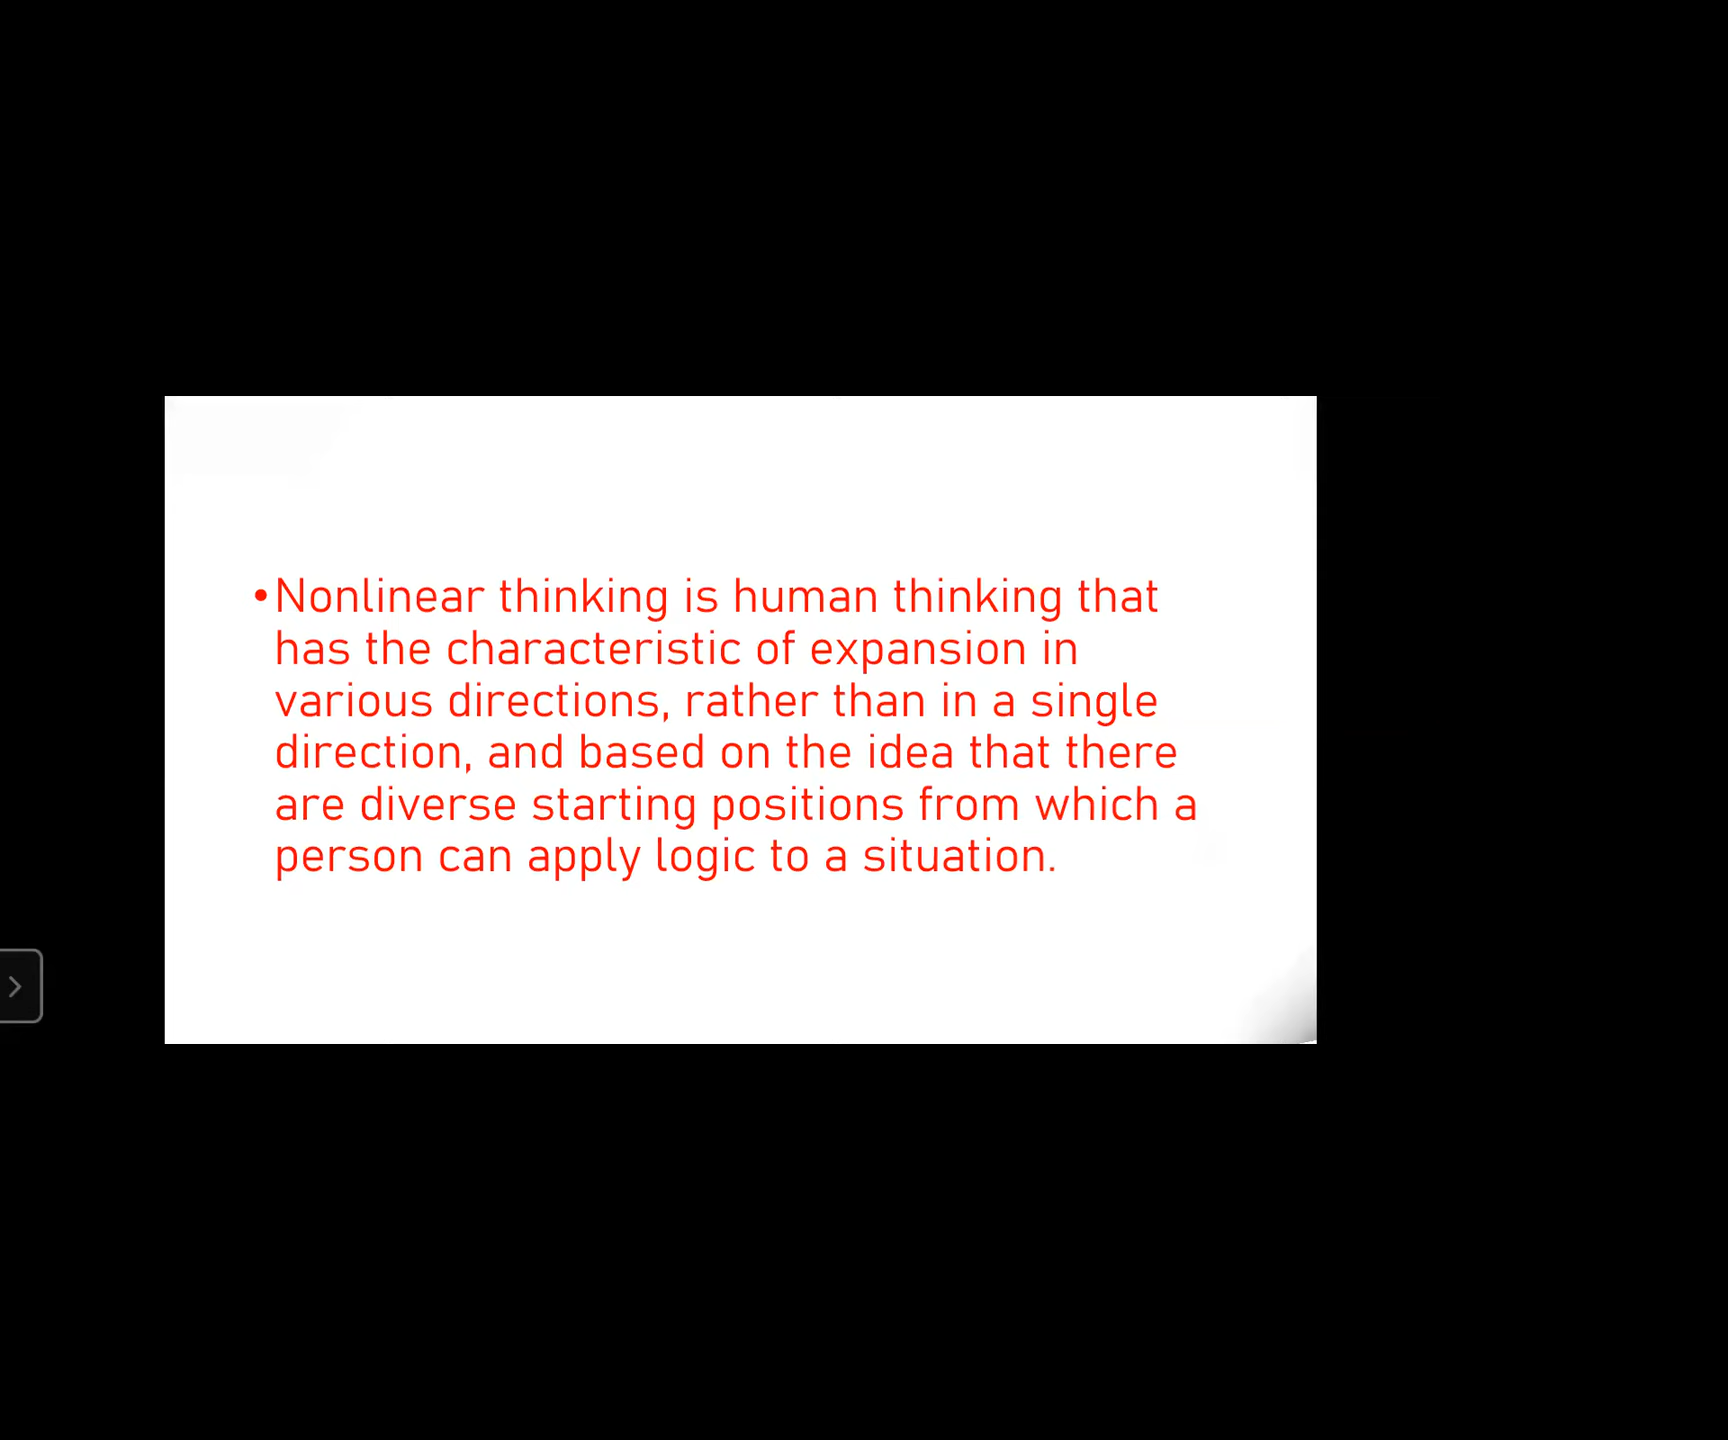 •Nonlinear thinking is human thinking that
has the characteristic of expansion in
various directions, rather than in a single
direction, and based on the idea that there
are diverse starting positions from which a
person can apply logic to a situation.